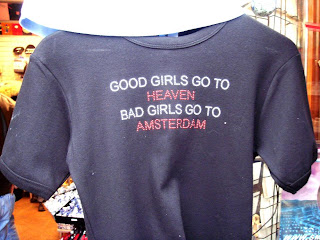 GOOD GIRLS GO TO
HEAVEN
BAD GIRLS GO TO
AMSTERDAM